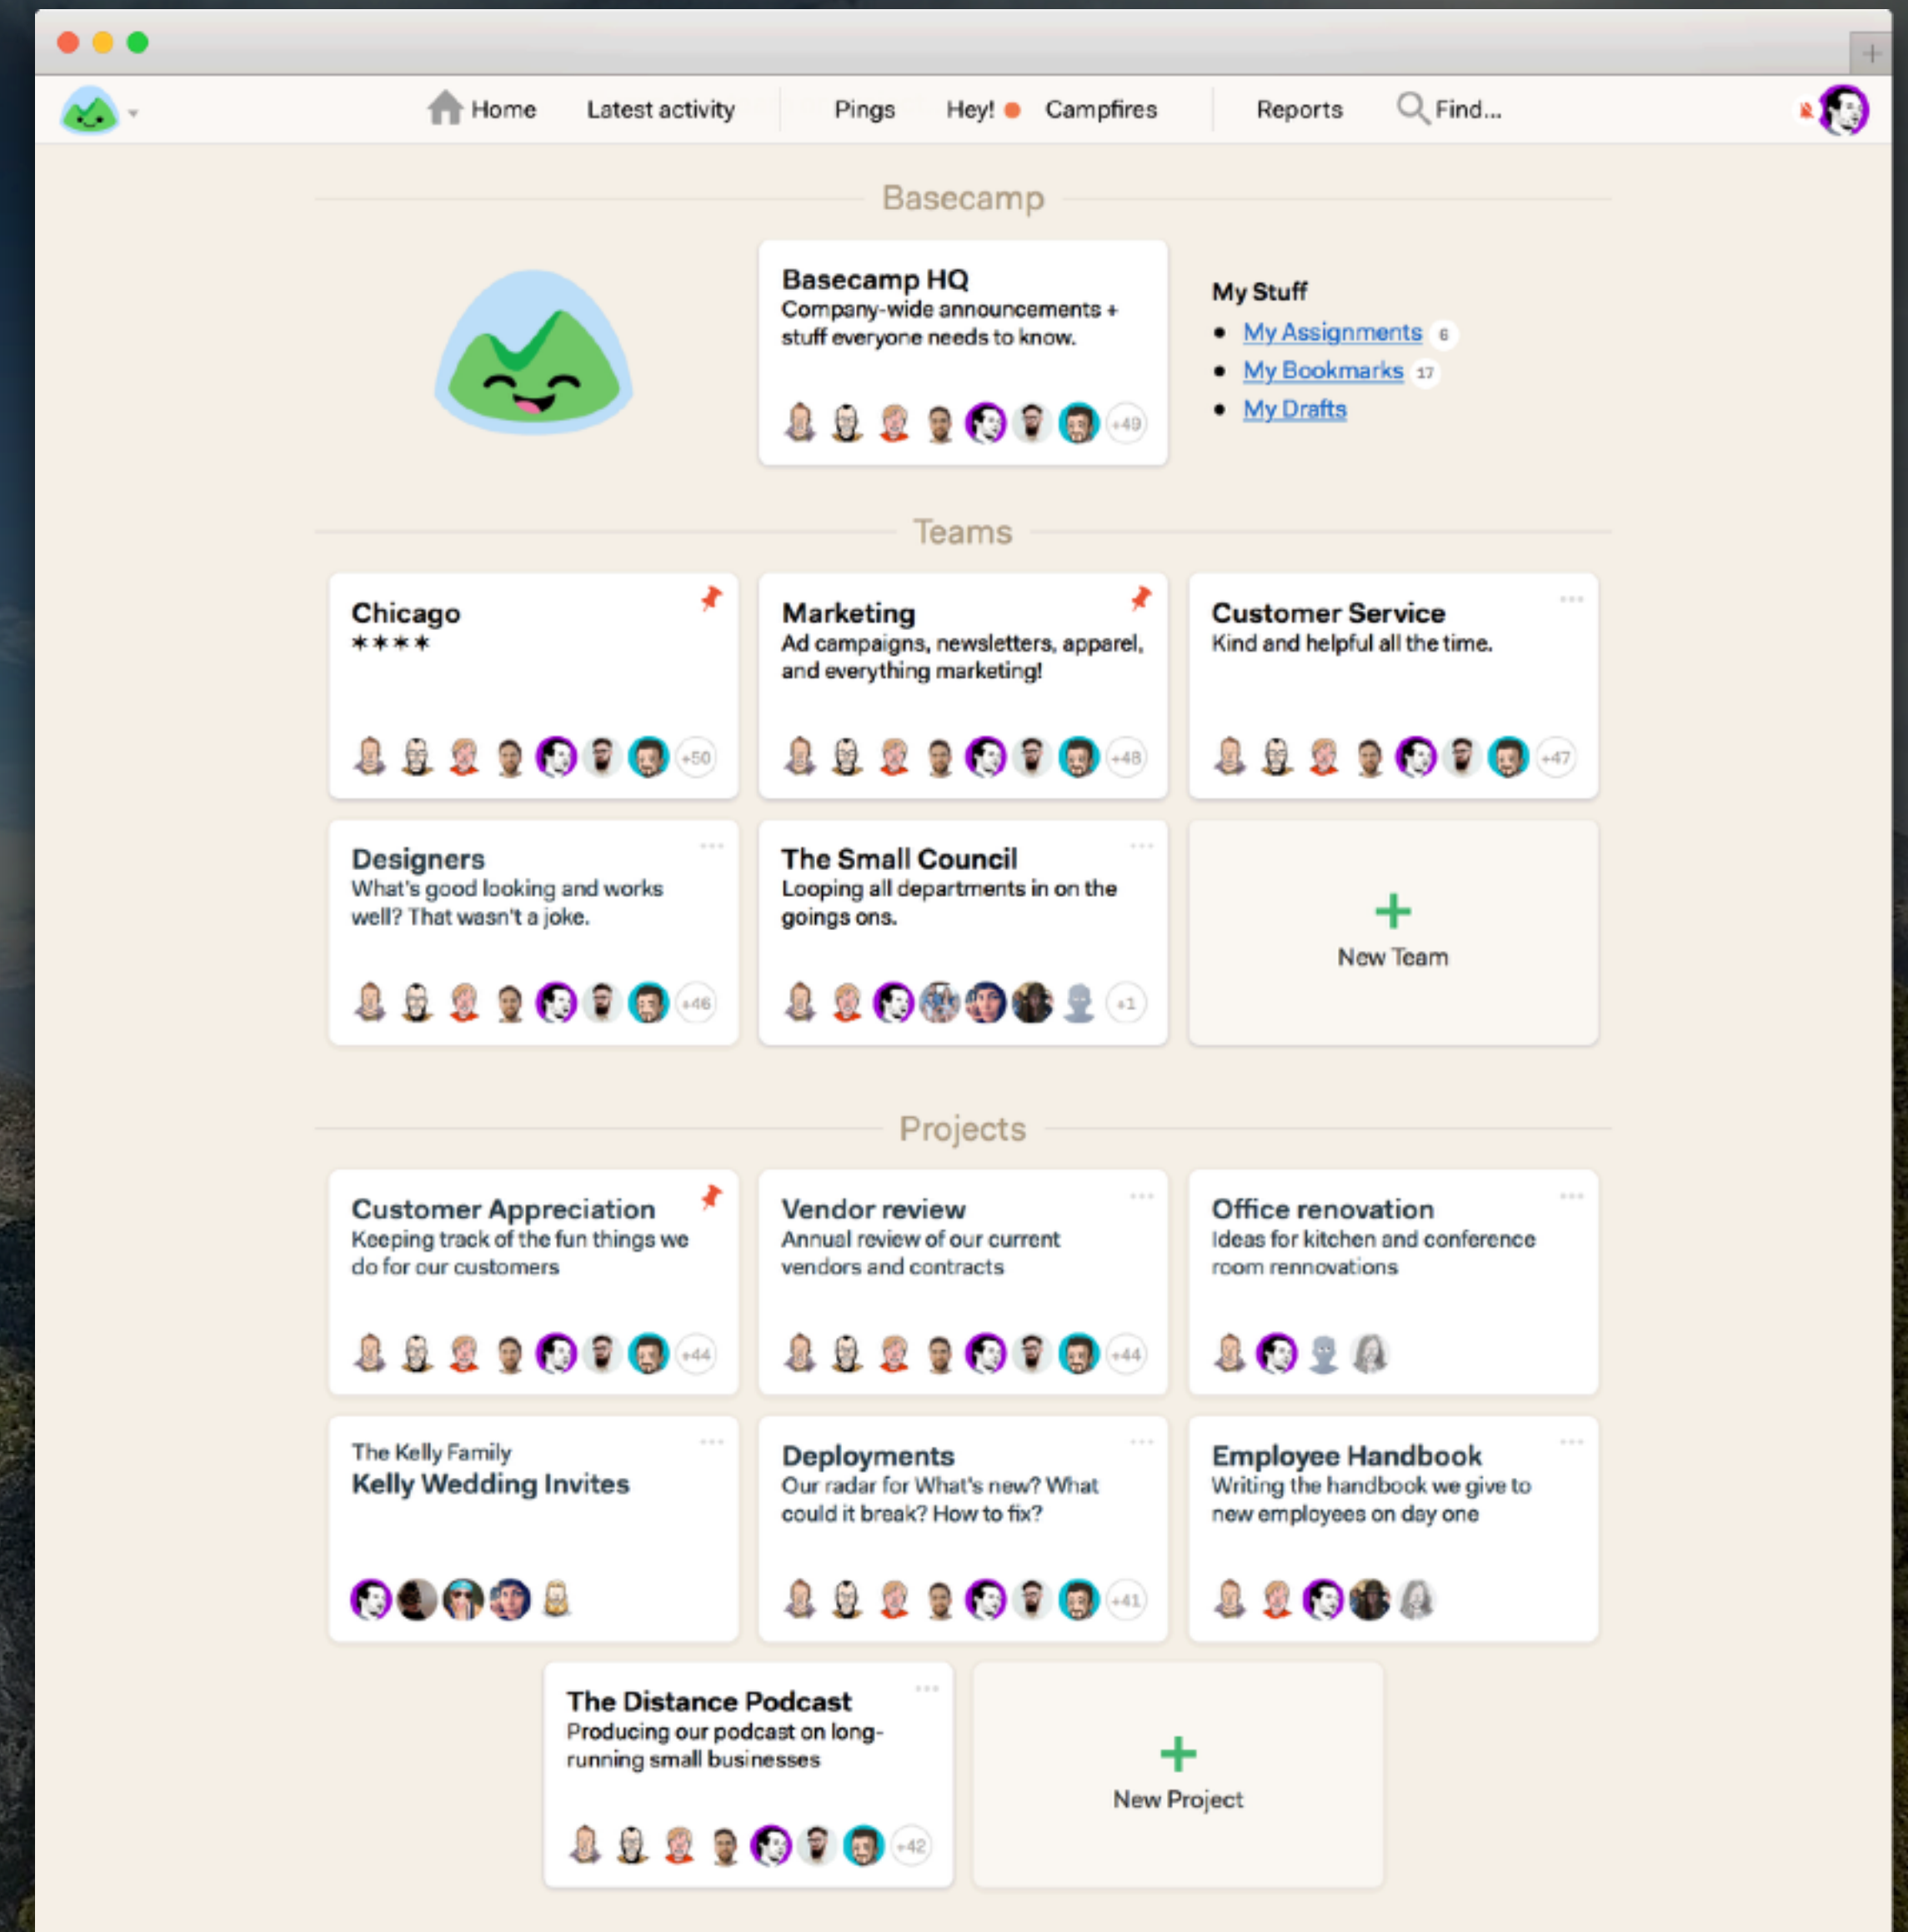 Home Latest activity Pings Hey! Campfires Reports Find...
Basecamp
Basecamp HQ
Company-wide announcements +
stuff everyone needs to know.
+49
My Stuff
My Assignments 6
My Bookmarks 17
My Drafts
Teams
Chicago
✶✶✶✶
+50
Marketing
Ad campaigns, newsletters, apparel,
and everything marketing!
+48
Customer Service
Kind and helpful all the time.
+47
Designers
What's good looking and works
well? That wasn't a joke.
+46
The Small Council
Looping all departments in on the
goings ons.
+1
New Team
Projects
Customer Appreciation
Keeping track of the fun things we
do for our customers
+44
Vendor review
Annual review of our current
vendors and contracts
+44
Office renovation
Ideas for kitchen and conference
room rennovations
The Kelly Family
Kelly Wedding Invites
Deployments
Our radar for What's new? What
could it break? How to fix?
+41
Employee Handbook
Writing the handbook we give to
new employees on day one
The Distance Podcast
Producing our podcast on long-
running small businesses
+42
New Project